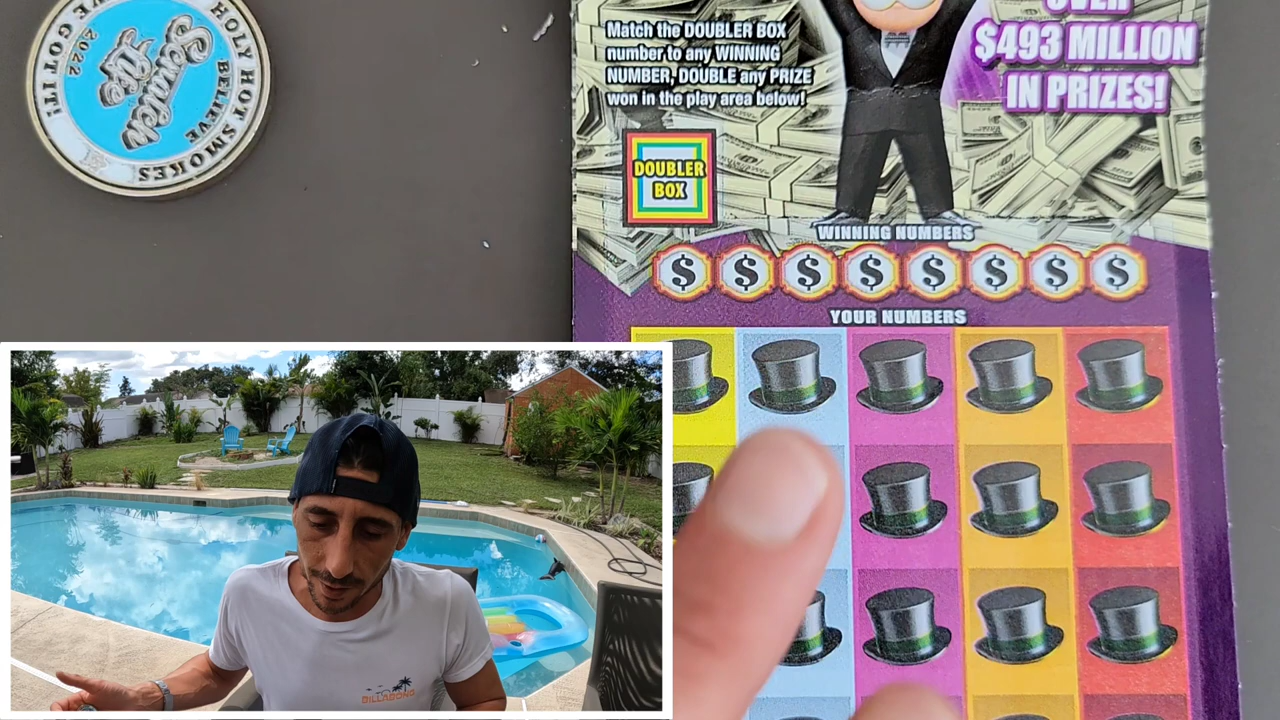 HOLY HOT SMORES
BELIEVE
WE GOT IT!
2022
Scratch
Life
Match the DOUBLER BOX
number to any WINNING
NUMBER, DOUBLE any PRIZE
won in the play area below!
OVER
$493 MILLION
IN PRIZES!
DOUBLER
BOX
WINNING NUMBERS
$ $ $ $ $ $ $ $
YOUR NUMBERS
BILLABONG